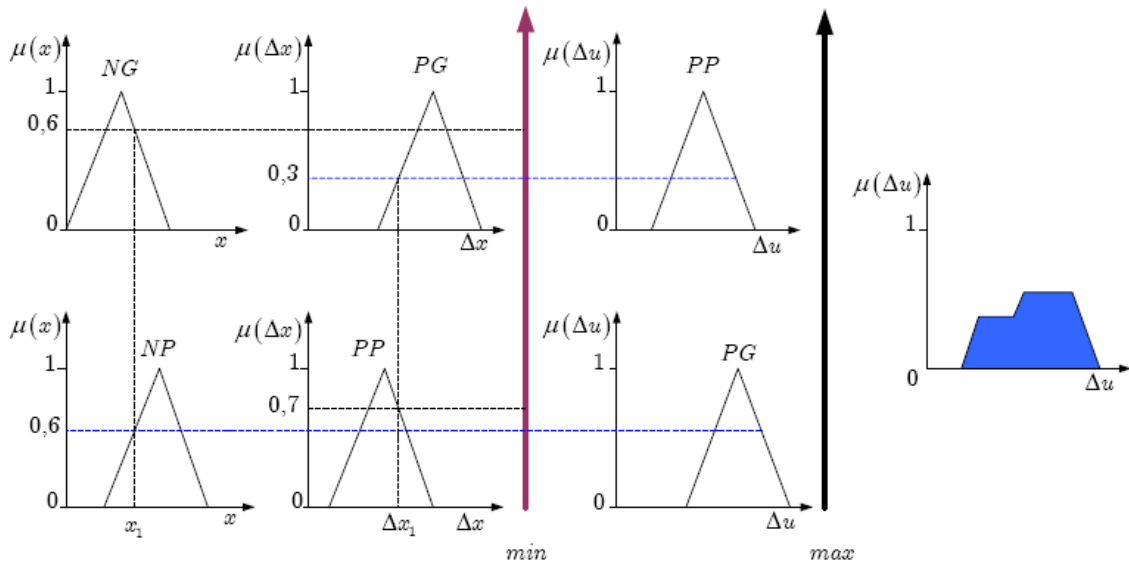 μ(x)
NG
1
0,6
0
x
μ(Δx)
PG
1
0,3
0
Δx
μ(Δu)
PP
1
0
Δu
μ(x)
NP
1
0,6
0
x₁
x
μ(Δx)
PP
1
0,7
0
Δx₁
Δx
μ(Δu)
PG
1
0
Δu
min
max
μ(Δu)
1
0
Δu